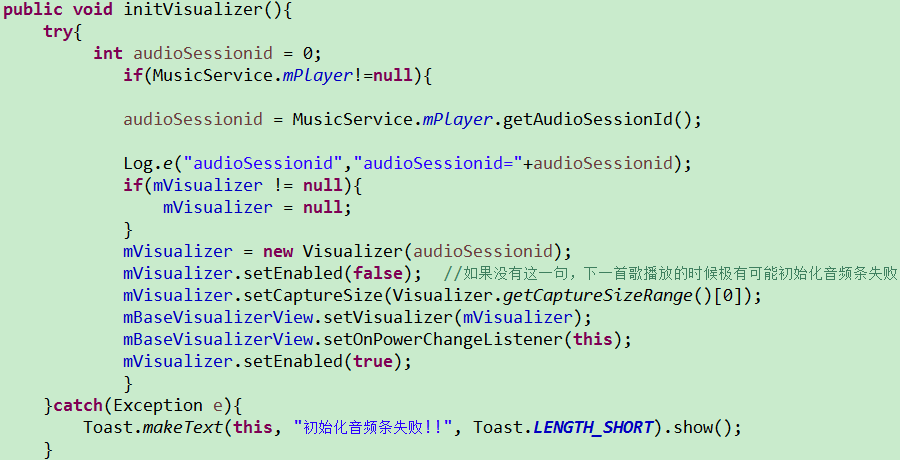 public void initVisualizer(){
try{
int audioSessionid = 0;
if(MusicService.mPlayer!=null){
audioSessionid = MusicService.mPlayer.getAudioSessionId();
Log.e("audioSessionid","audioSessionid="+audioSessionid);
if(mVisualizer != null){
mVisualizer = null;
}
mVisualizer = new Visualizer(audioSessionid);
mVisualizer.setEnabled(false);  //如果没有这一句，下一首歌播放的时候极有可能初始化音频条失败
mVisualizer.setCaptureSize(Visualizer.getCaptureSizeRange()[0]);
mBaseVisualizerView.setVisualizer(mVisualizer);
mBaseVisualizerView.setOnPowerChangeListener(this);
mVisualizer.setEnabled(true);
}
}catch(Exception e){
Toast.makeText(this, "初始化音频条失败!!", Toast.LENGTH_SHORT).show();
}